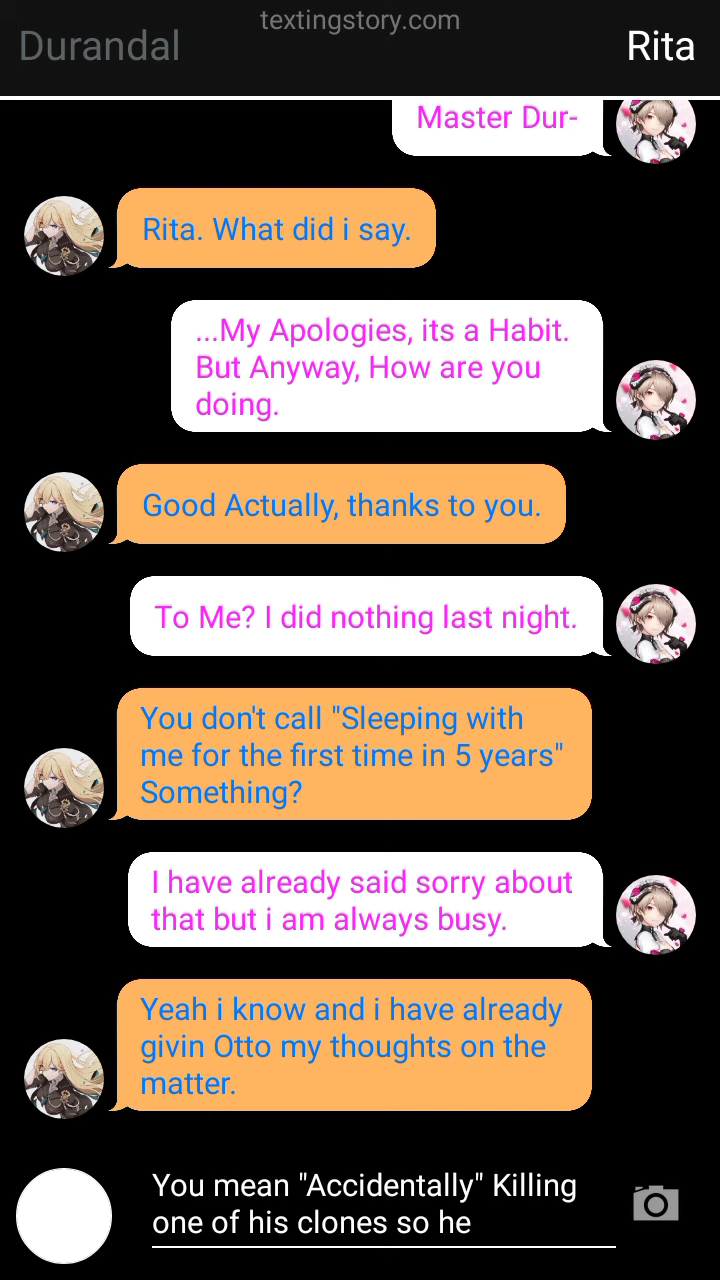 textingstory.com
Durandal
Rita
Master Dur-
Rita. What did i say.
...My Apologies, its a Habit.
But Anyway, How are you
doing.
Good Actually, thanks to you.
To Me? I did nothing last night.
You don't call "Sleeping with
me for the first time in 5 years"
Something?
I have already said sorry about
that but i am always busy.
Yeah i know and i have already
givin Otto my thoughts on the
matter.
You mean "Accidentally" Killing
one of his clones so he